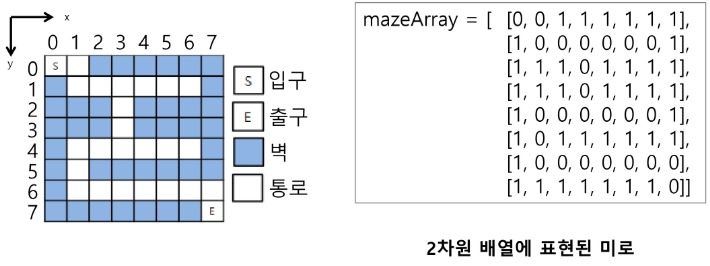 x
y
0 1 2 3 4 5 6 7
0 S
1
2
3
4
5
6
7 E
S 입구
E 출구
벽
통로
mazeArray = [ [0, 0, 1, 1, 1, 1, 1, 1],
[1, 0, 0, 0, 0, 0, 0, 1],
[1, 1, 1, 0, 1, 1, 1, 1],
[1, 1, 1, 0, 1, 1, 1, 1],
[1, 0, 0, 0, 0, 0, 0, 1],
[1, 0, 1, 1, 1, 1, 1, 1],
[1, 0, 0, 0, 0, 0, 0, 0],
[1, 1, 1, 1, 1, 1, 1, 0]]
2차원 배열에 표현된 미로